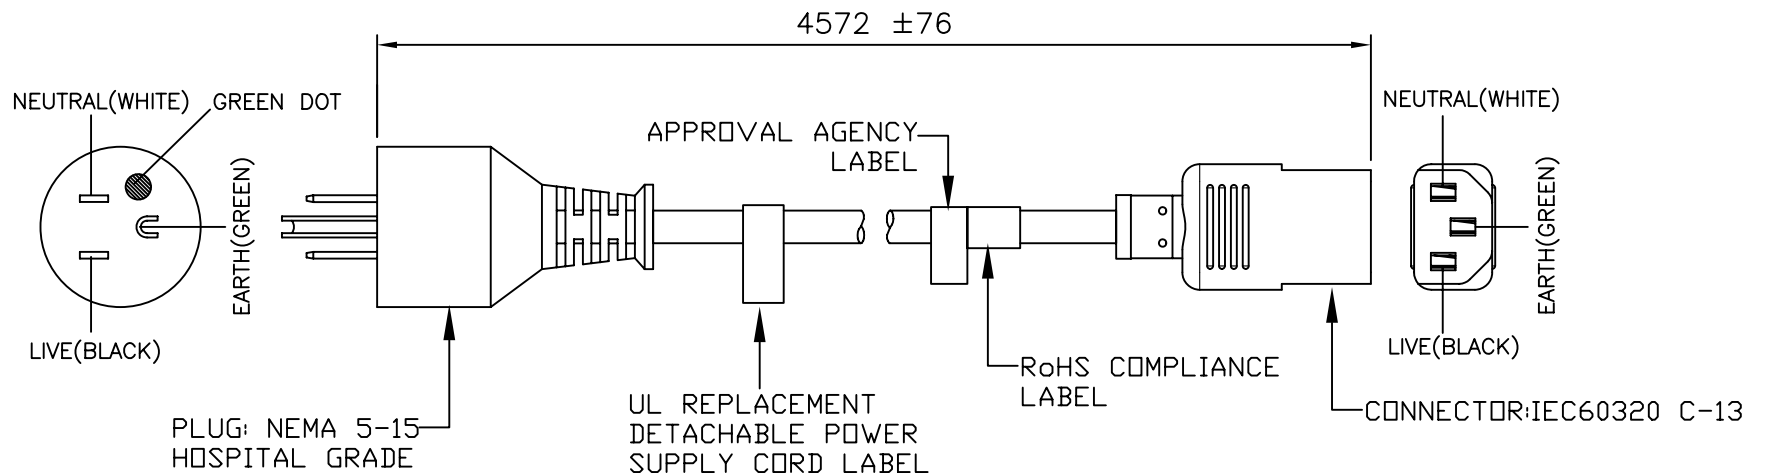 4572 ±76
NEUTRAL(WHITE)
GREEN DOT
EARTH(GREEN)
LIVE(BLACK)
PLUG: NEMA 5-15
HOSPITAL GRADE
UL REPLACEMENT
DETACHABLE POWER
SUPPLY CORD LABEL
APPROVAL AGENCY
LABEL
RoHS COMPLIANCE
LABEL
NEUTRAL(WHITE)
EARTH(GREEN)
LIVE(BLACK)
CONNECTOR:IEC60320 C-13